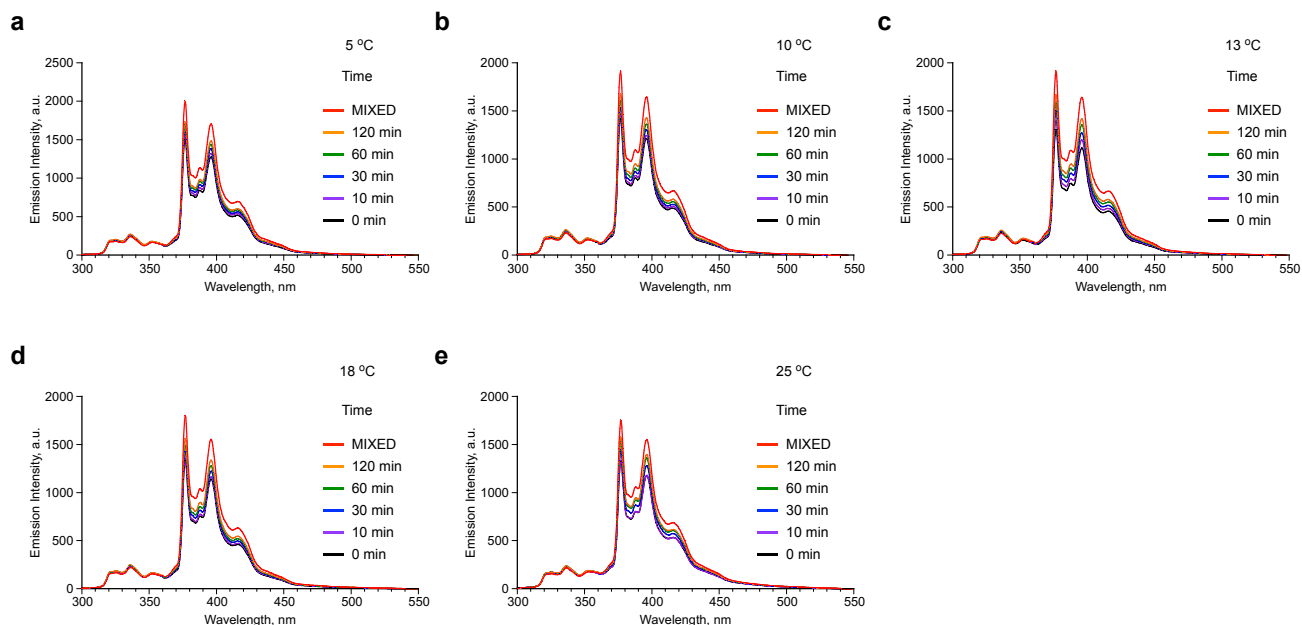 a
5 °C
Time
MIXED
120 min
60 min
30 min
10 min
0 min
2500
2000
1500
1000
500
0
Emission Intensity, a.u.
300
350
400
450
500
550
Wavelength, nm
b
10 °C
Time
MIXED
120 min
60 min
30 min
10 min
0 min
2000
1500
1000
500
0
Emission Intensity, a.u.
300
350
400
450
500
550
Wavelength, nm
c
13 °C
Time
MIXED
120 min
60 min
30 min
10 min
0 min
2000
1500
1000
500
0
Emission Intensity, a.u.
300
350
400
450
500
550
Wavelength, nm
d
18 °C
Time
MIXED
120 min
60 min
30 min
10 min
0 min
2000
1500
1000
500
0
Emission Intensity, a.u.
300
350
400
450
500
550
Wavelength, nm
e
25 °C
Time
MIXED
120 min
60 min
30 min
10 min
0 min
2000
1500
1000
500
0
Emission Intensity, a.u.
300
350
400
450
500
550
Wavelength, nm